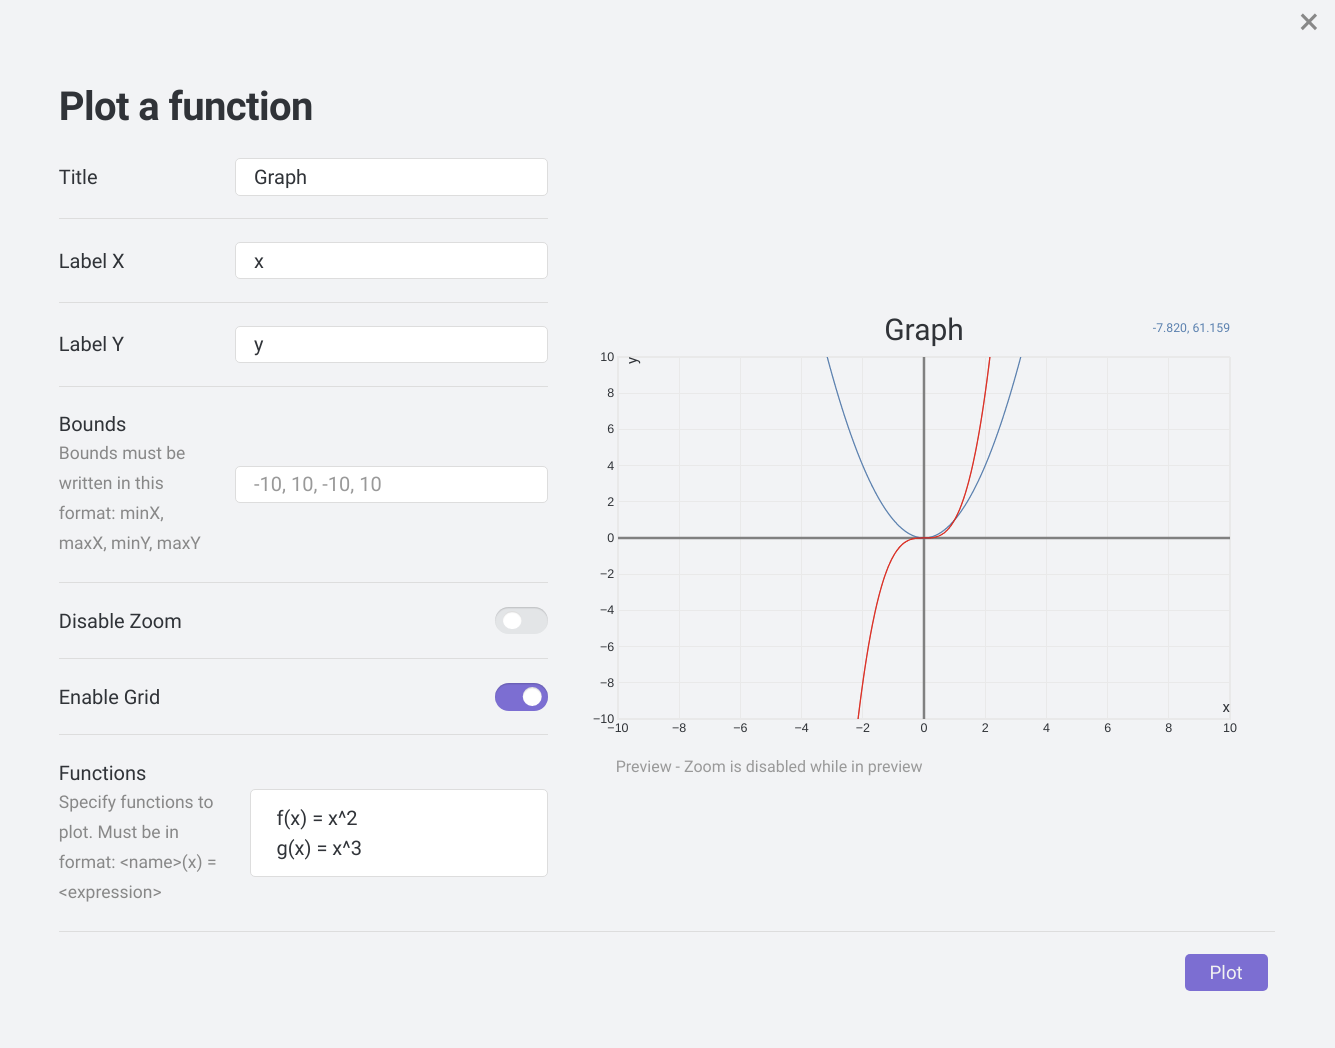 Plot a function
Title
Graph
Label X
x
Label Y
y
Bounds
Bounds must be
written in this
format: minX,
maxX, minY, maxY
-10, 10, -10, 10
Disable Zoom
Enable Grid
Functions
Specify functions to
plot. Must be in
format: <name>(x) =
<expression>
f(x) = x^2
g(x) = x^3
Graph
-7.820, 61.159
y
10
8
6
4
2
0
−2
−4
−6
−8
−10
x
−10 −8 −6 −4 −2 0 2 4 6 8 10
Preview - Zoom is disabled while in preview
Plot